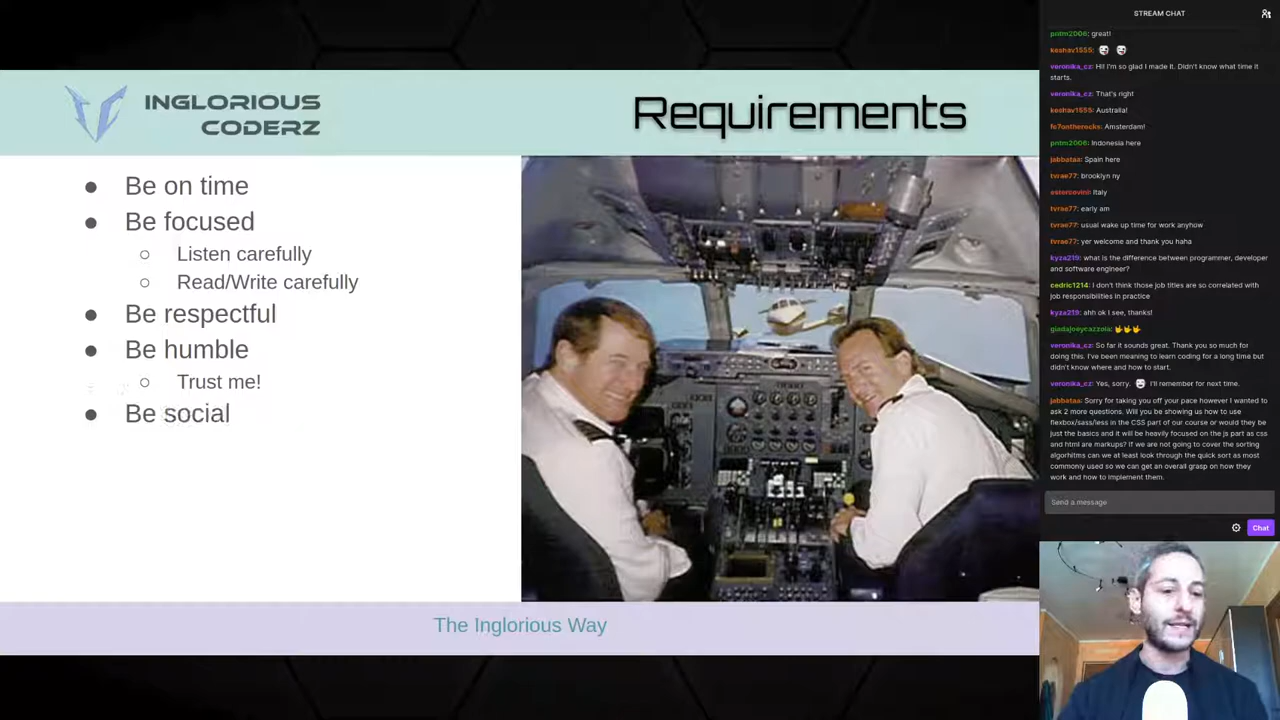 INGLORIOUS
CODERZ
Requirements
● Be on time
● Be focused
○ Listen carefully
○ Read/Write carefully
● Be respectful
● Be humble
○ Trust me!
● Be social
The Inglorious Way
STREAM CHAT
pntm2006: great!
keshav1555:
veronika_cz: Hi! I'm so glad I made it. Didn't know what time it
starts.
veronika_cz: That's right
keshav1555: Australia!
fo7ontherocks: Amsterdam!
pntm2006: Indonesia here
jabbataa: Spain here
tvrae77: brooklyn ny
astercovini: Italy
tvrae77: early am
tvrae77: usual wake up time for work anyhow
tvrae77: yer welcome and thank you haha
kyza219: what is the difference between programmer, developer
and software engineer?
cedric1214: I don't think those job titles are so correlated with
job responsibilities in practice
kyza219: ahh ok I see, thanks!
giadajoeycazzola:
veronika_cz: So far it sounds great. Thank you so much for
doing this. I've been meaning to learn coding for a long time but
didn't know where and how to start.
veronika_cz: Yes, sorry. I'll remember for next time.
jabbataa: Sorry for taking you off your pace however I wanted to
ask 2 more questions. Will you be showing us how to use
flexbox/sass/less in the CSS part of our course or would they be
just the basics and it will be heavily focused on the js part as css
and html are markups? If we are not going to cover the sorting
algorhitms can we at least look through the quick sort as most
commonly used so we can get an overall grasp on how they
work and how to implement them.
Send a message
Chat